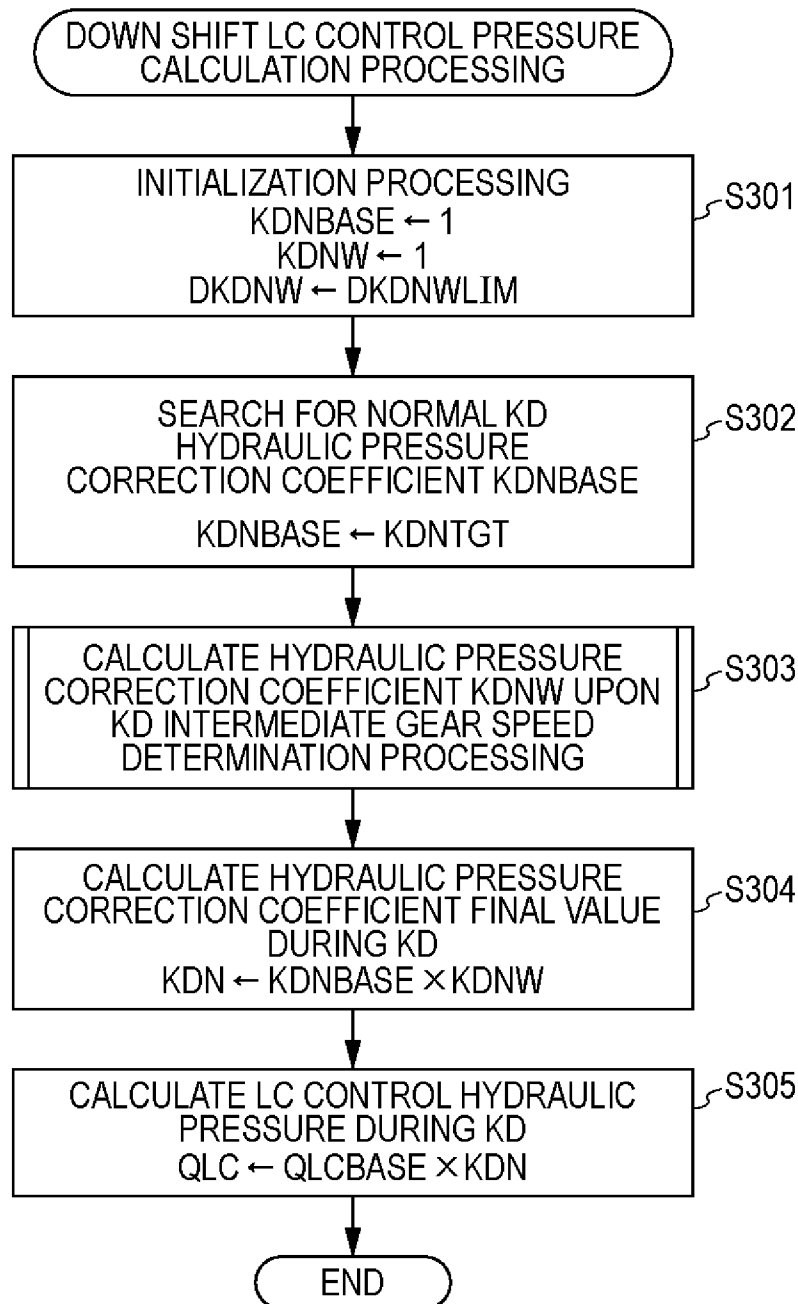 DOWN SHIFT LC CONTROL PRESSURE
CALCULATION PROCESSING
INITIALIZATION PROCESSING
KDNBASE ← 1
KDNW ← 1
DKDNW ← DKDNWLIM
S301
SEARCH FOR NORMAL KD
HYDRAULIC PRESSURE
CORRECTION COEFFICIENT KDNBASE
KDNBASE ← KDNTGT
S302
CALCULATE HYDRAULIC PRESSURE
CORRECTION COEFFICIENT KDNW UPON
KD INTERMEDIATE GEAR SPEED
DETERMINATION PROCESSING
S303
CALCULATE HYDRAULIC PRESSURE
CORRECTION COEFFICIENT FINAL VALUE
DURING KD
KDN ← KDNBASE × KDNW
S304
CALCULATE LC CONTROL HYDRAULIC
PRESSURE DURING KD
QLC ← QLCBASE × KDN
S305
END